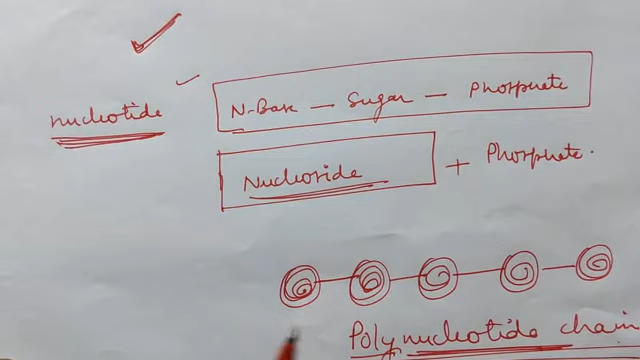 nucleotide
N-Base — Sugar — Phosphate
Nucleoside + Phosphate.
Polynucleotide chain